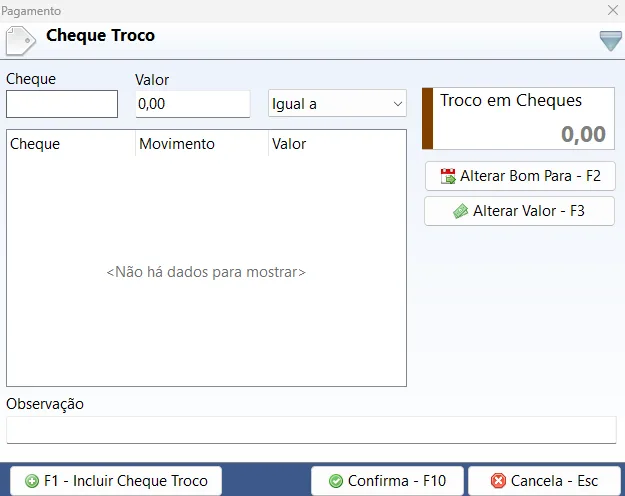 Pagamento
Cheque Troco
Cheque
Valor
0,00
Igual a
Troco em Cheques
0,00
Cheque
Movimento
Valor
Alterar Bom Para - F2
Alterar Valor - F3
<Não há dados para mostrar>
Observação
F1 - Incluir Cheque Troco
Confirma - F10
Cancela - Esc